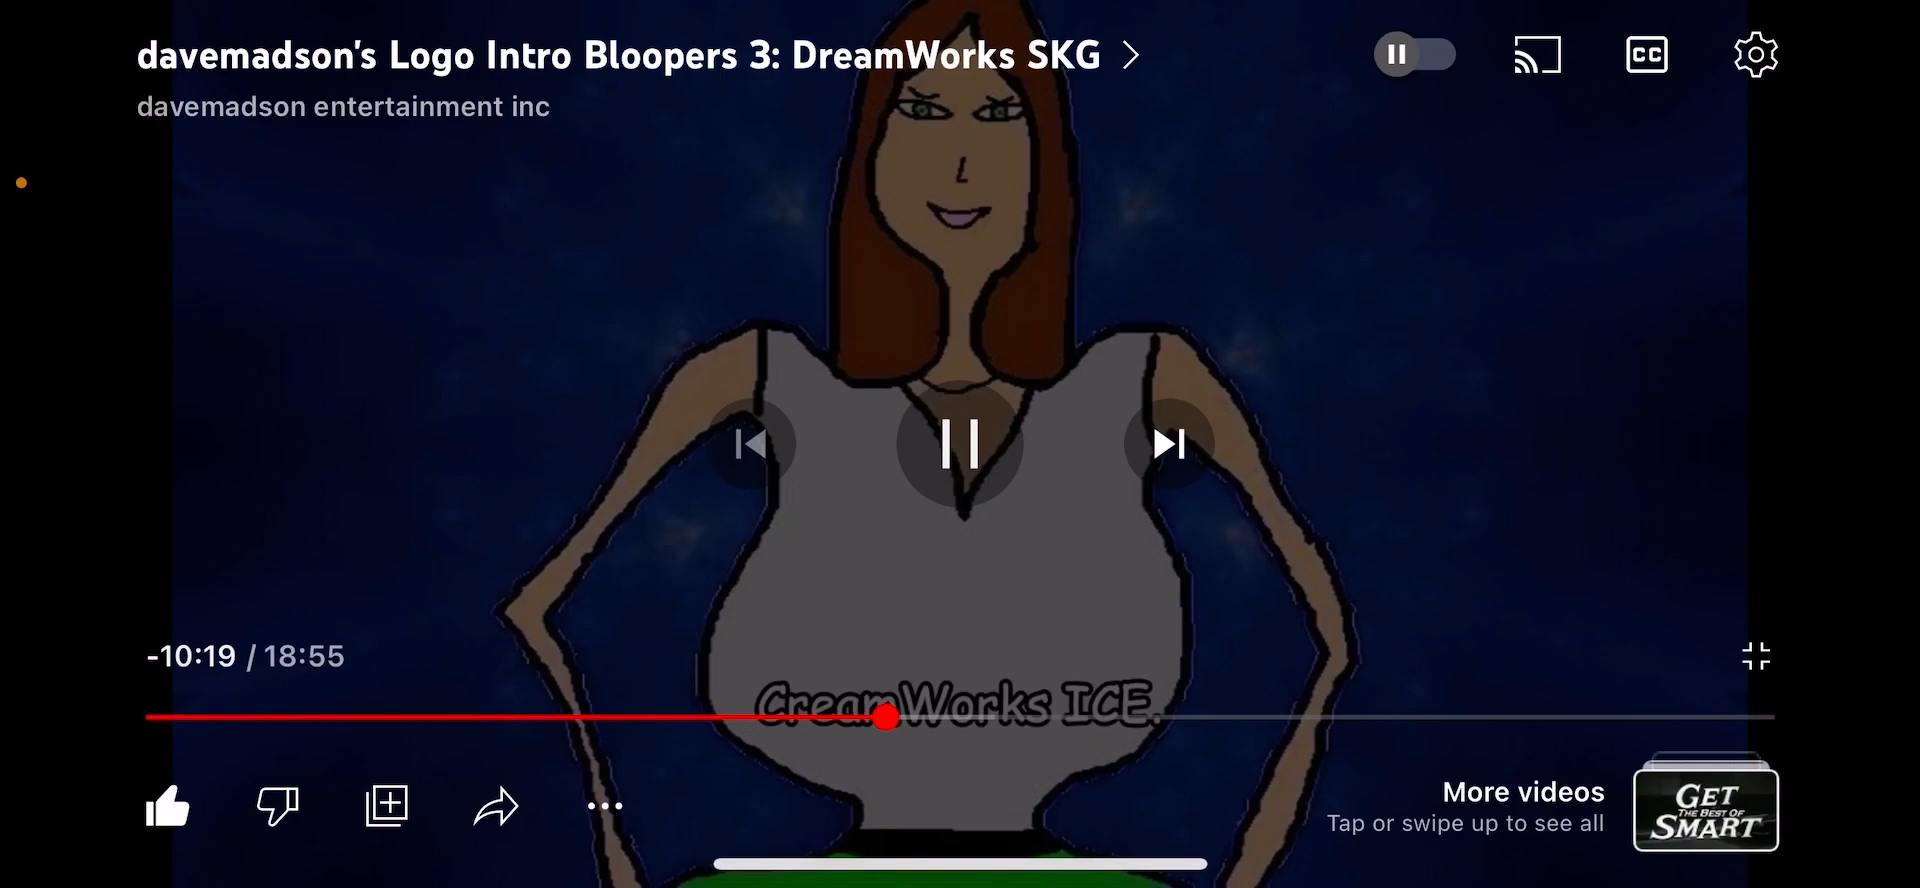 davemadson's Logo Intro Bloopers 3: DreamWorks SKG
CC
davemadson entertainment inc
-10:19 / 18:55
CreamWorks ICE.
More videos
Tap or swipe up to see all
GET
THE BEST OF
SMART